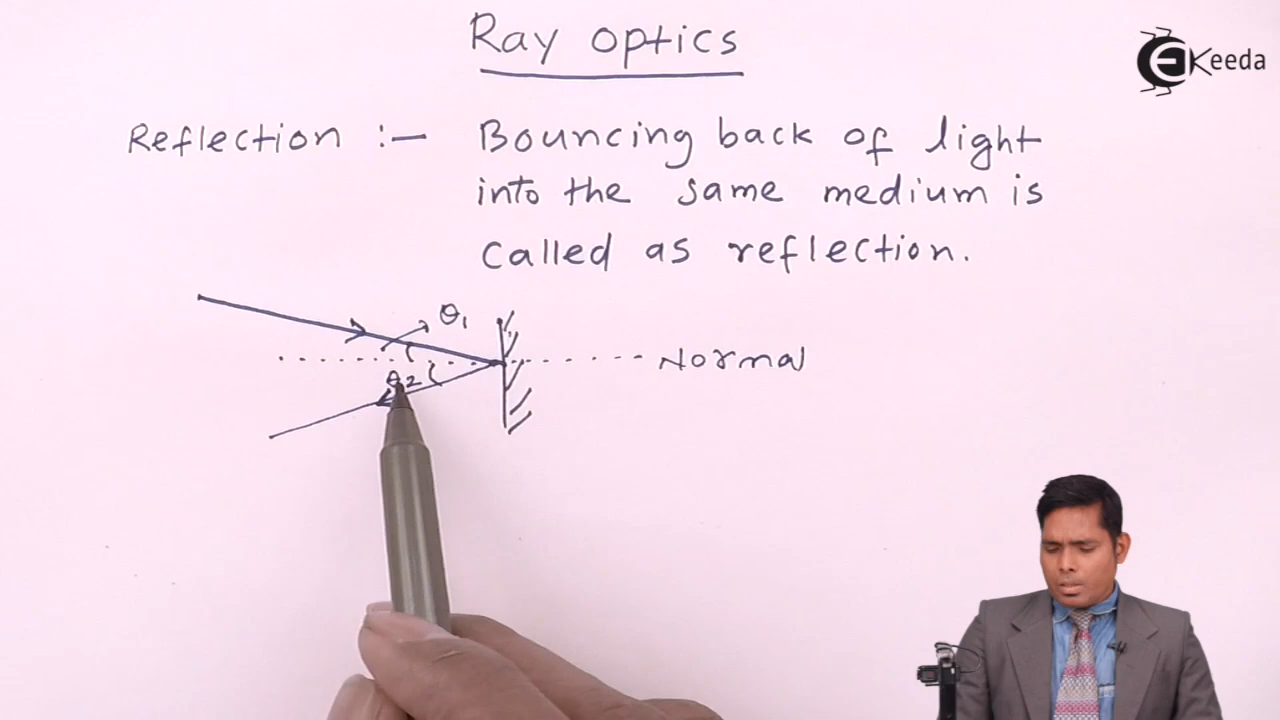 Ray optics
EKeeda
Reflection :- Bouncing back of light
into the same medium is
called as reflection.
θ1
Normal
θ2